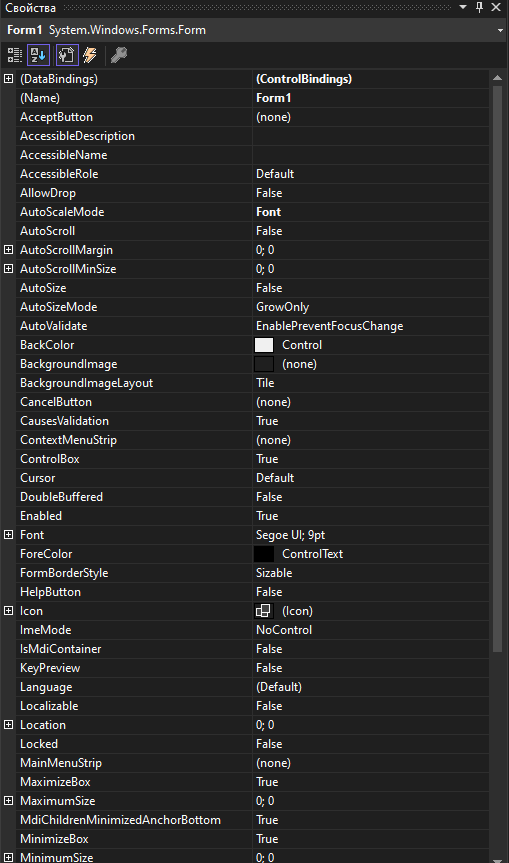 Свойства
Form1 System.Windows.Forms.Form
(DataBindings) (ControlBindings)
(Name) Form1
AcceptButton (none)
AccessibleDescription
AccessibleName
AccessibleRole Default
AllowDrop False
AutoScaleMode Font
AutoScroll False
AutoScrollMargin 0; 0
AutoScrollMinSize 0; 0
AutoSize False
AutoSizeMode GrowOnly
AutoValidate EnablePreventFocusChange
BackColor Control
BackgroundImage (none)
BackgroundImageLayout Tile
CancelButton (none)
CausesValidation True
ContextMenuStrip (none)
ControlBox True
Cursor Default
DoubleBuffered False
Enabled True
Font Segoe UI; 9pt
ForeColor ControlText
FormBorderStyle Sizable
HelpButton False
Icon (Icon)
ImeMode NoControl
IsMdiContainer False
KeyPreview False
Language (Default)
Localizable False
Location 0; 0
Locked False
MainMenuStrip (none)
MaximizeBox True
MaximumSize 0; 0
MdiChildrenMinimizedAnchorBottom True
MinimizeBox True
MinimumSize 0; 0